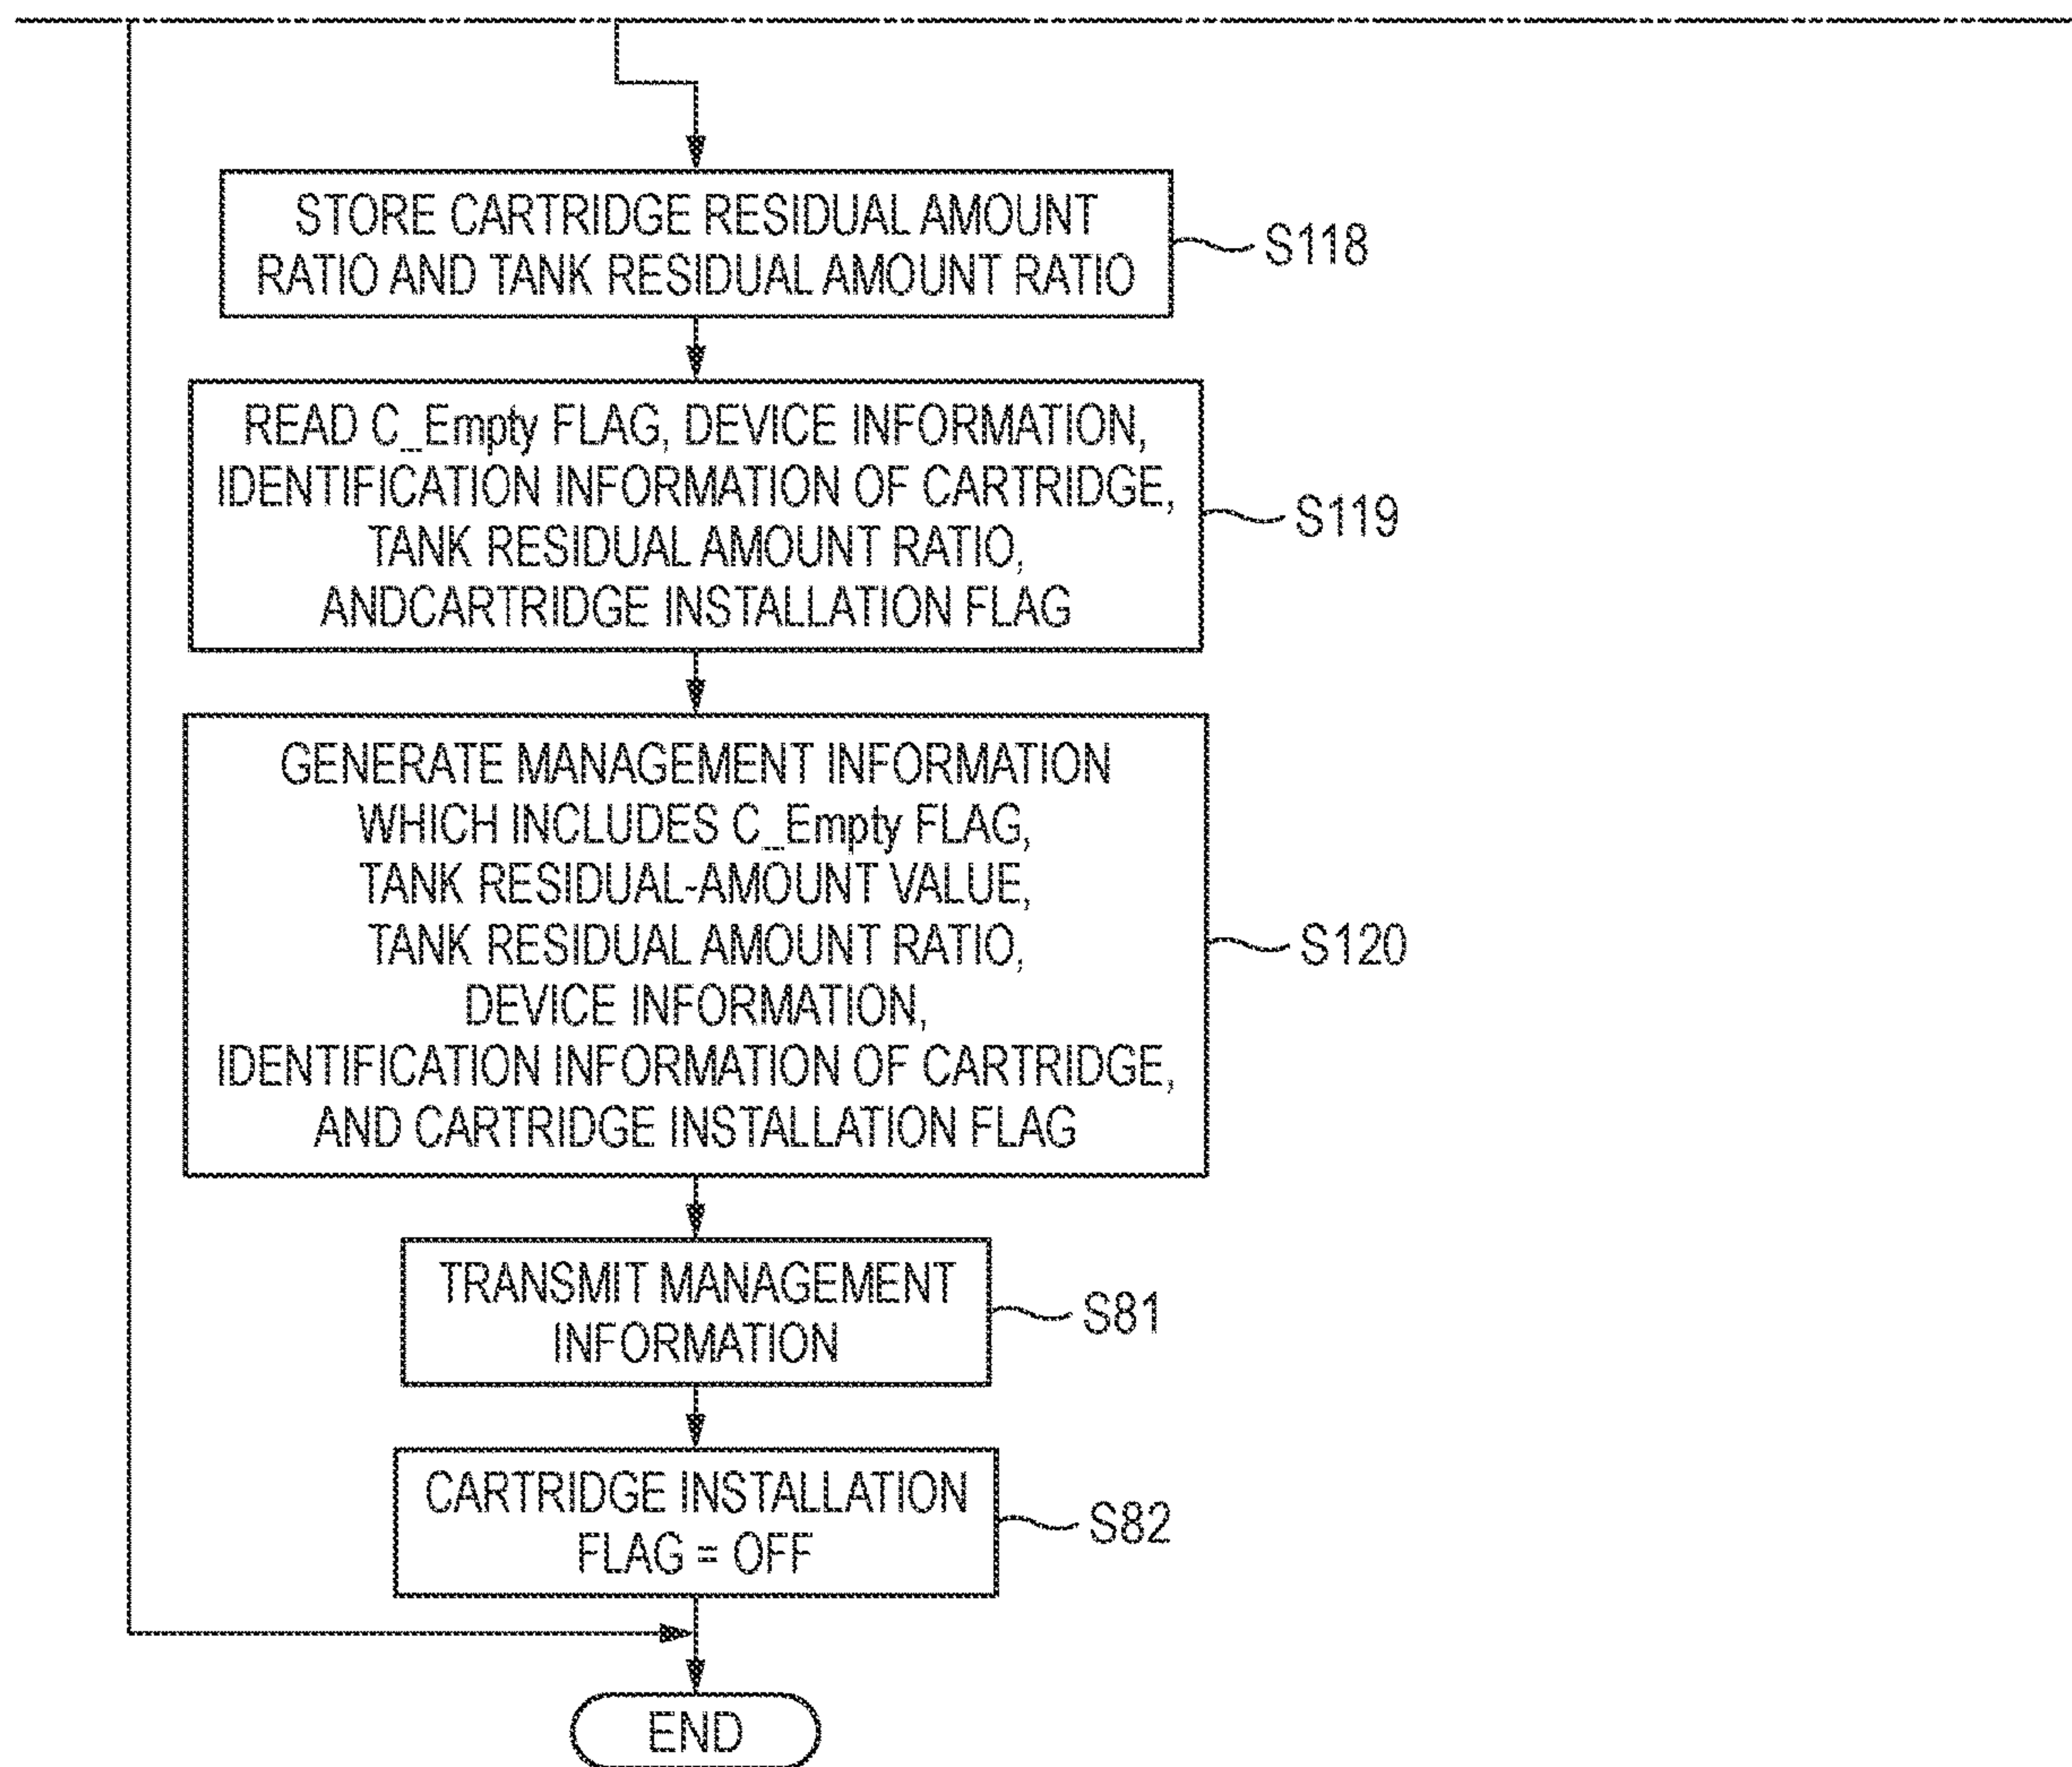 STORE CARTRIDGE RESIDUAL AMOUNT
RATIO AND TANK RESIDUAL AMOUNT RATIO
S118
READ C_Empty FLAG, DEVICE INFORMATION,
IDENTIFICATION INFORMATION OF CARTRIDGE,
TANK RESIDUAL AMOUNT RATIO,
ANDCARTRIDGE INSTALLATION FLAG
S119
GENERATE MANAGEMENT INFORMATION
WHICH INCLUDES C_Empty FLAG,
TANK RESIDUAL-AMOUNT VALUE,
TANK RESIDUAL AMOUNT RATIO,
DEVICE INFORMATION,
IDENTIFICATION INFORMATION OF CARTRIDGE,
AND CARTRIDGE INSTALLATION FLAG
S120
TRANSMIT MANAGEMENT
INFORMATION
S81
CARTRIDGE INSTALLATION
FLAG = OFF
S82
END